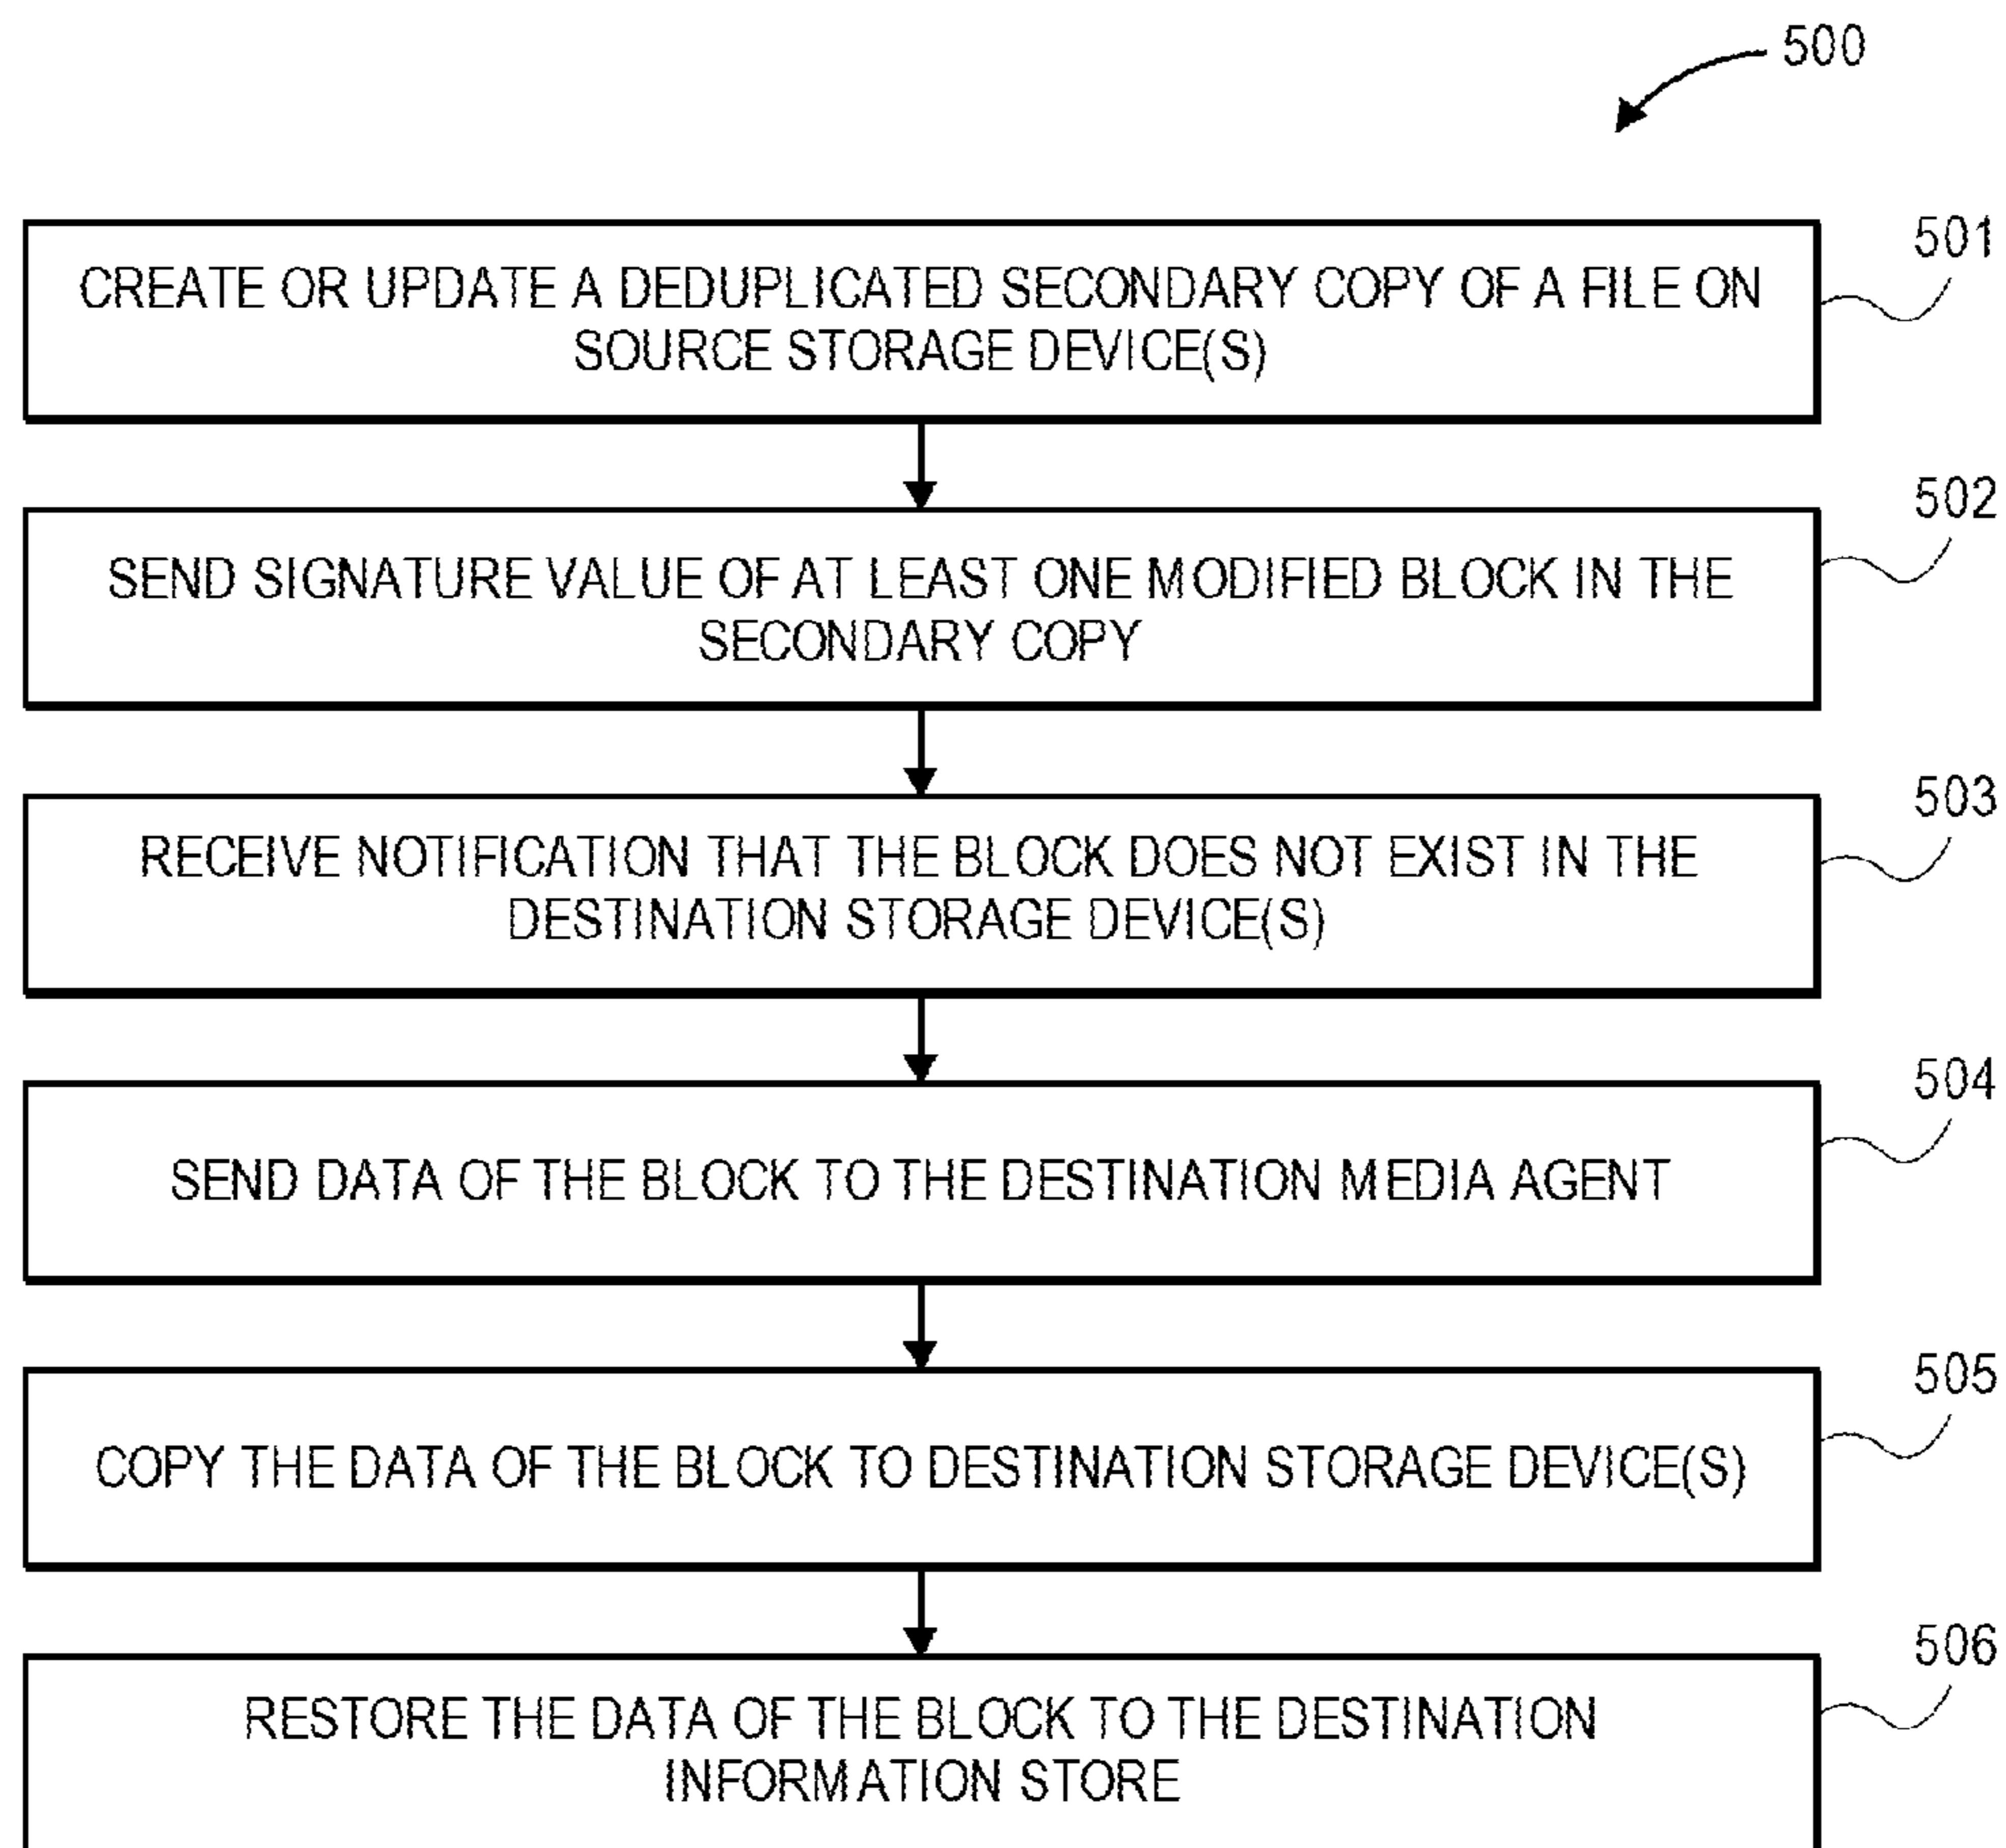 500
501
CREATE OR UPDATE A DEDUPLICATED SECONDARY COPY OF A FILE ON
SOURCE STORAGE DEVICE(S)
502
SEND SIGNATURE VALUE OF AT LEAST ONE MODIFIED BLOCK IN THE
SECONDARY COPY
503
RECEIVE NOTIFICATION THAT THE BLOCK DOES NOT EXIST IN THE
DESTINATION STORAGE DEVICE(S)
504
SEND DATA OF THE BLOCK TO THE DESTINATION MEDIA AGENT
505
COPY THE DATA OF THE BLOCK TO DESTINATION STORAGE DEVICE(S)
506
RESTORE THE DATA OF THE BLOCK TO THE DESTINATION
INFORMATION STORE